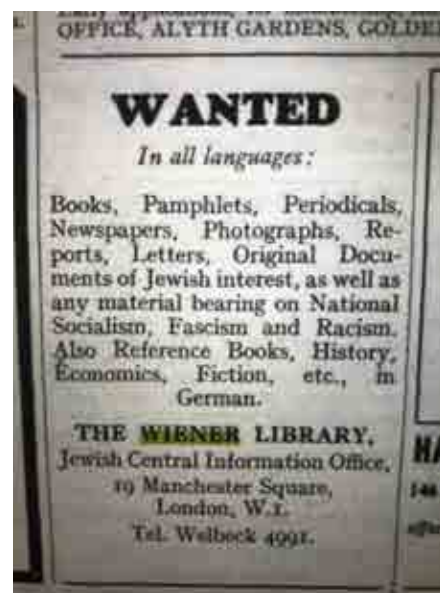 OFFICE, ALYTH GARDENS, GOLDE
WANTED
In all languages:
Books, Pamphlets, Periodicals,
Newspapers, Photographs, Re-
ports, Letters, Original Docu-
ments of Jewish interest, as well as
any material bearing on National
Socialism, Fascism and Racism.
Also Reference Books, History,
Economics, Fiction, etc., in
German.
THE WIENER LIBRARY,
Jewish Central Information Office,
19 Manchester Square,
London, W.1.
Tel. Welbeck 4991.
146